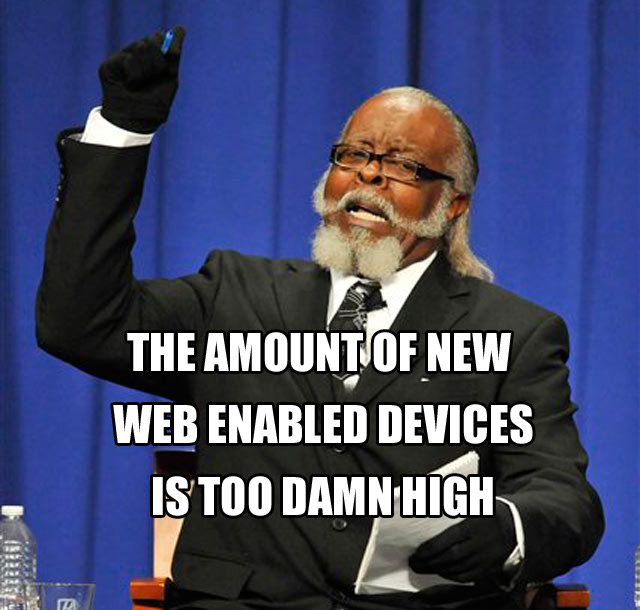 THE AMOUNT OF NEW
WEB ENABLED DEVICES
IS TOO DAMN HIGH